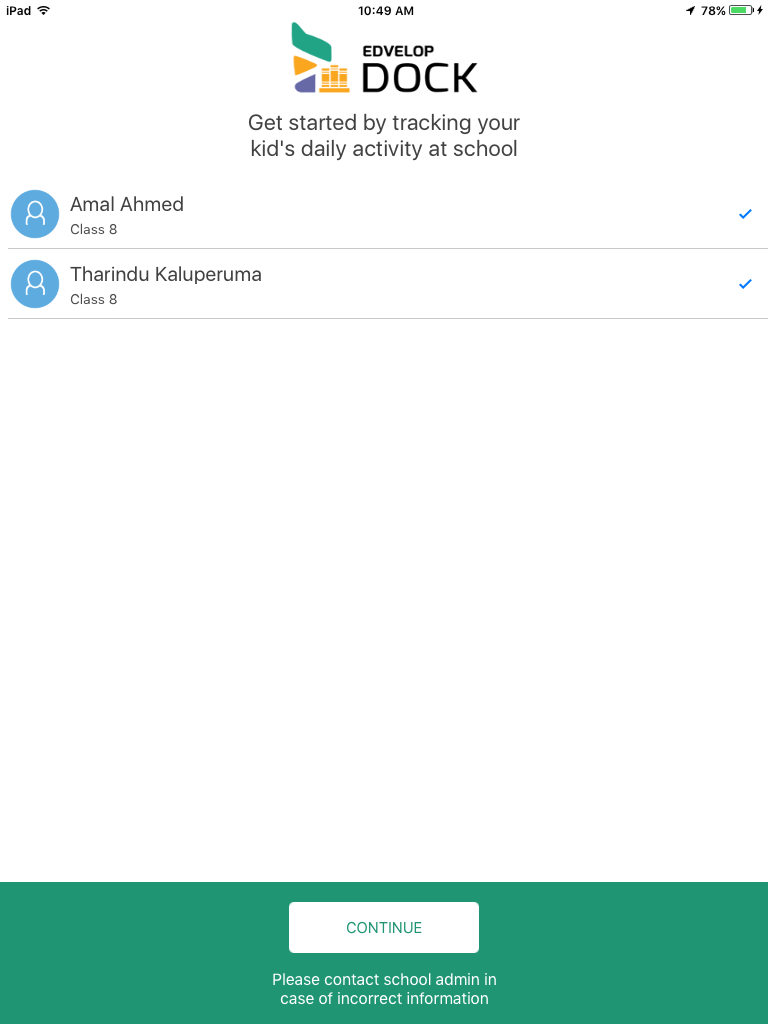 iPad 10:49 AM 78%
EDVELOP
DOCK
Get started by tracking your
kid's daily activity at school
Amal Ahmed
Class 8
Tharindu Kaluperuma
Class 8
CONTINUE
Please contact school admin in
case of incorrect information